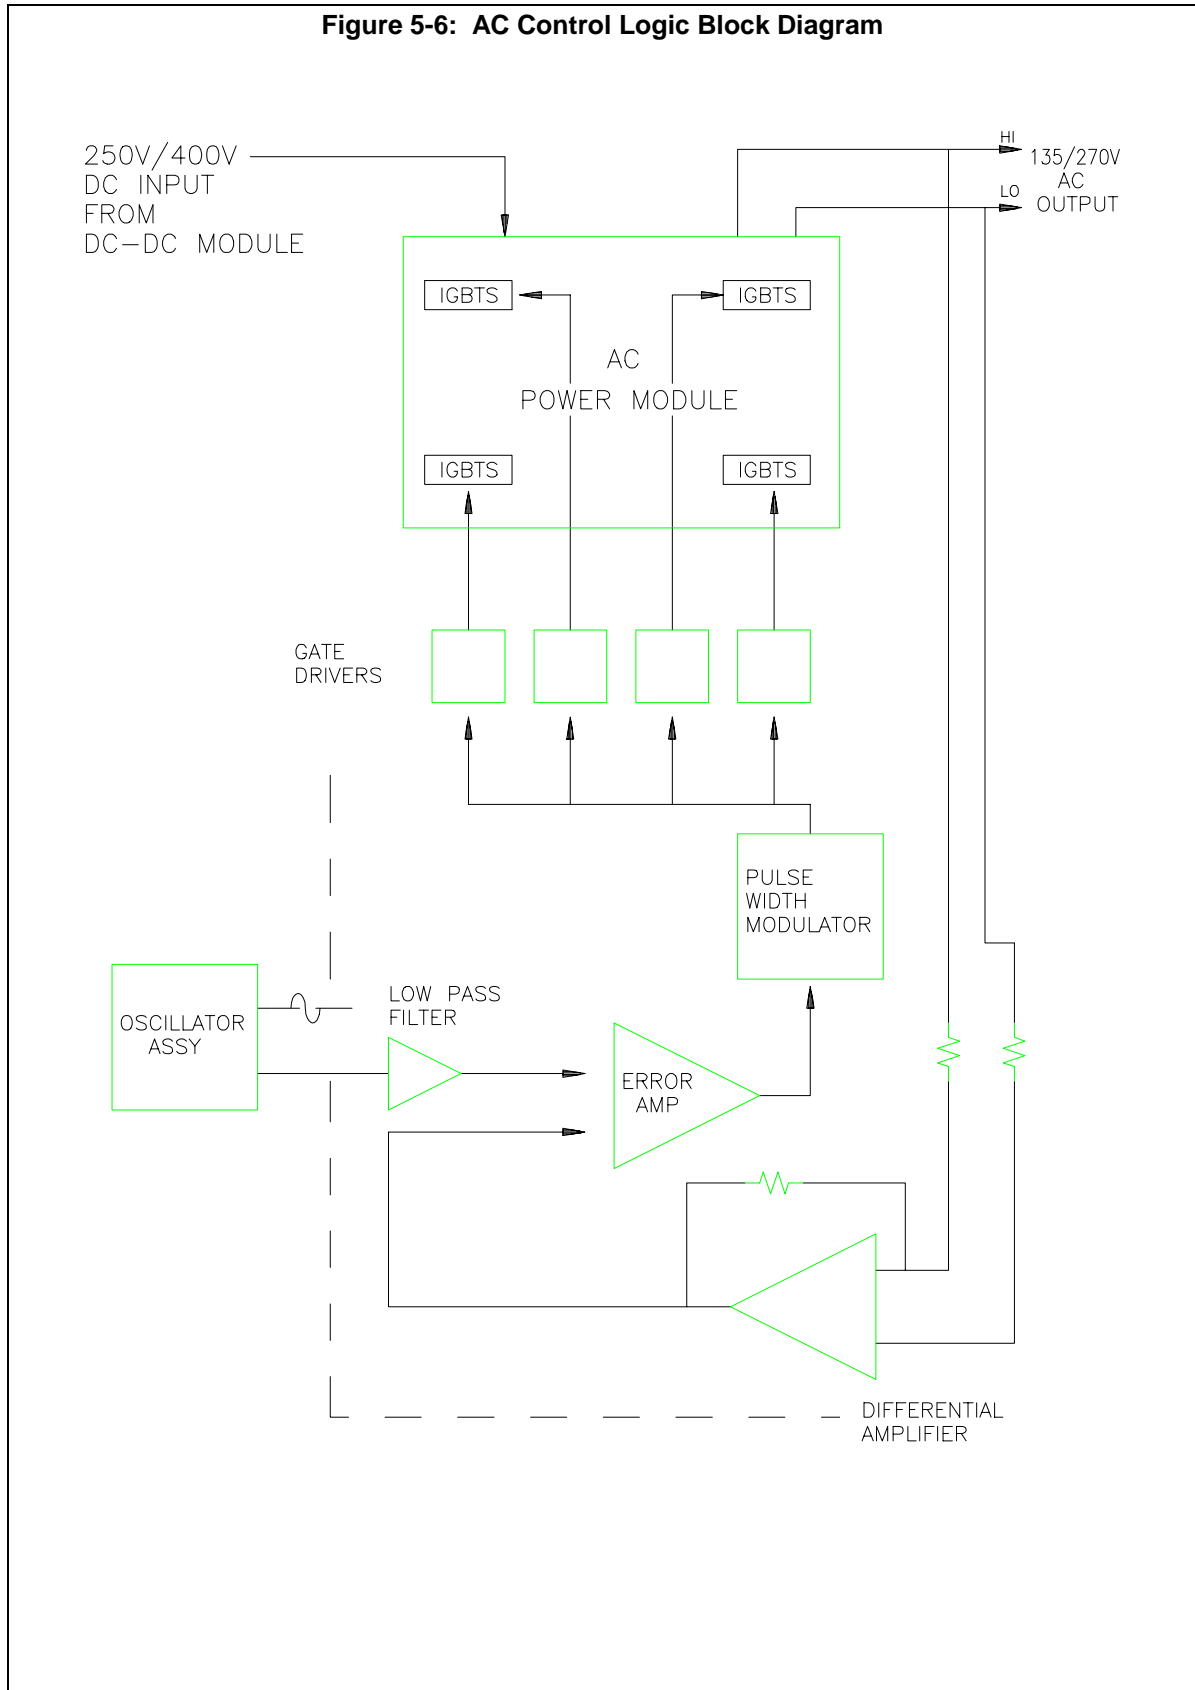 Figure 5-6: AC Control Logic Block Diagram
250V/400V
DC INPUT
FROM
DC-DC MODULE
HI
LO
135/270V
AC
OUTPUT
IGBTS
IGBTS
AC
POWER MODULE
IGBTS
IGBTS
GATE
DRIVERS
PULSE
WIDTH
MODULATOR
OSCILLATOR
ASSY
LOW PASS
FILTER
ERROR
AMP
DIFFERENTIAL
AMPLIFIER